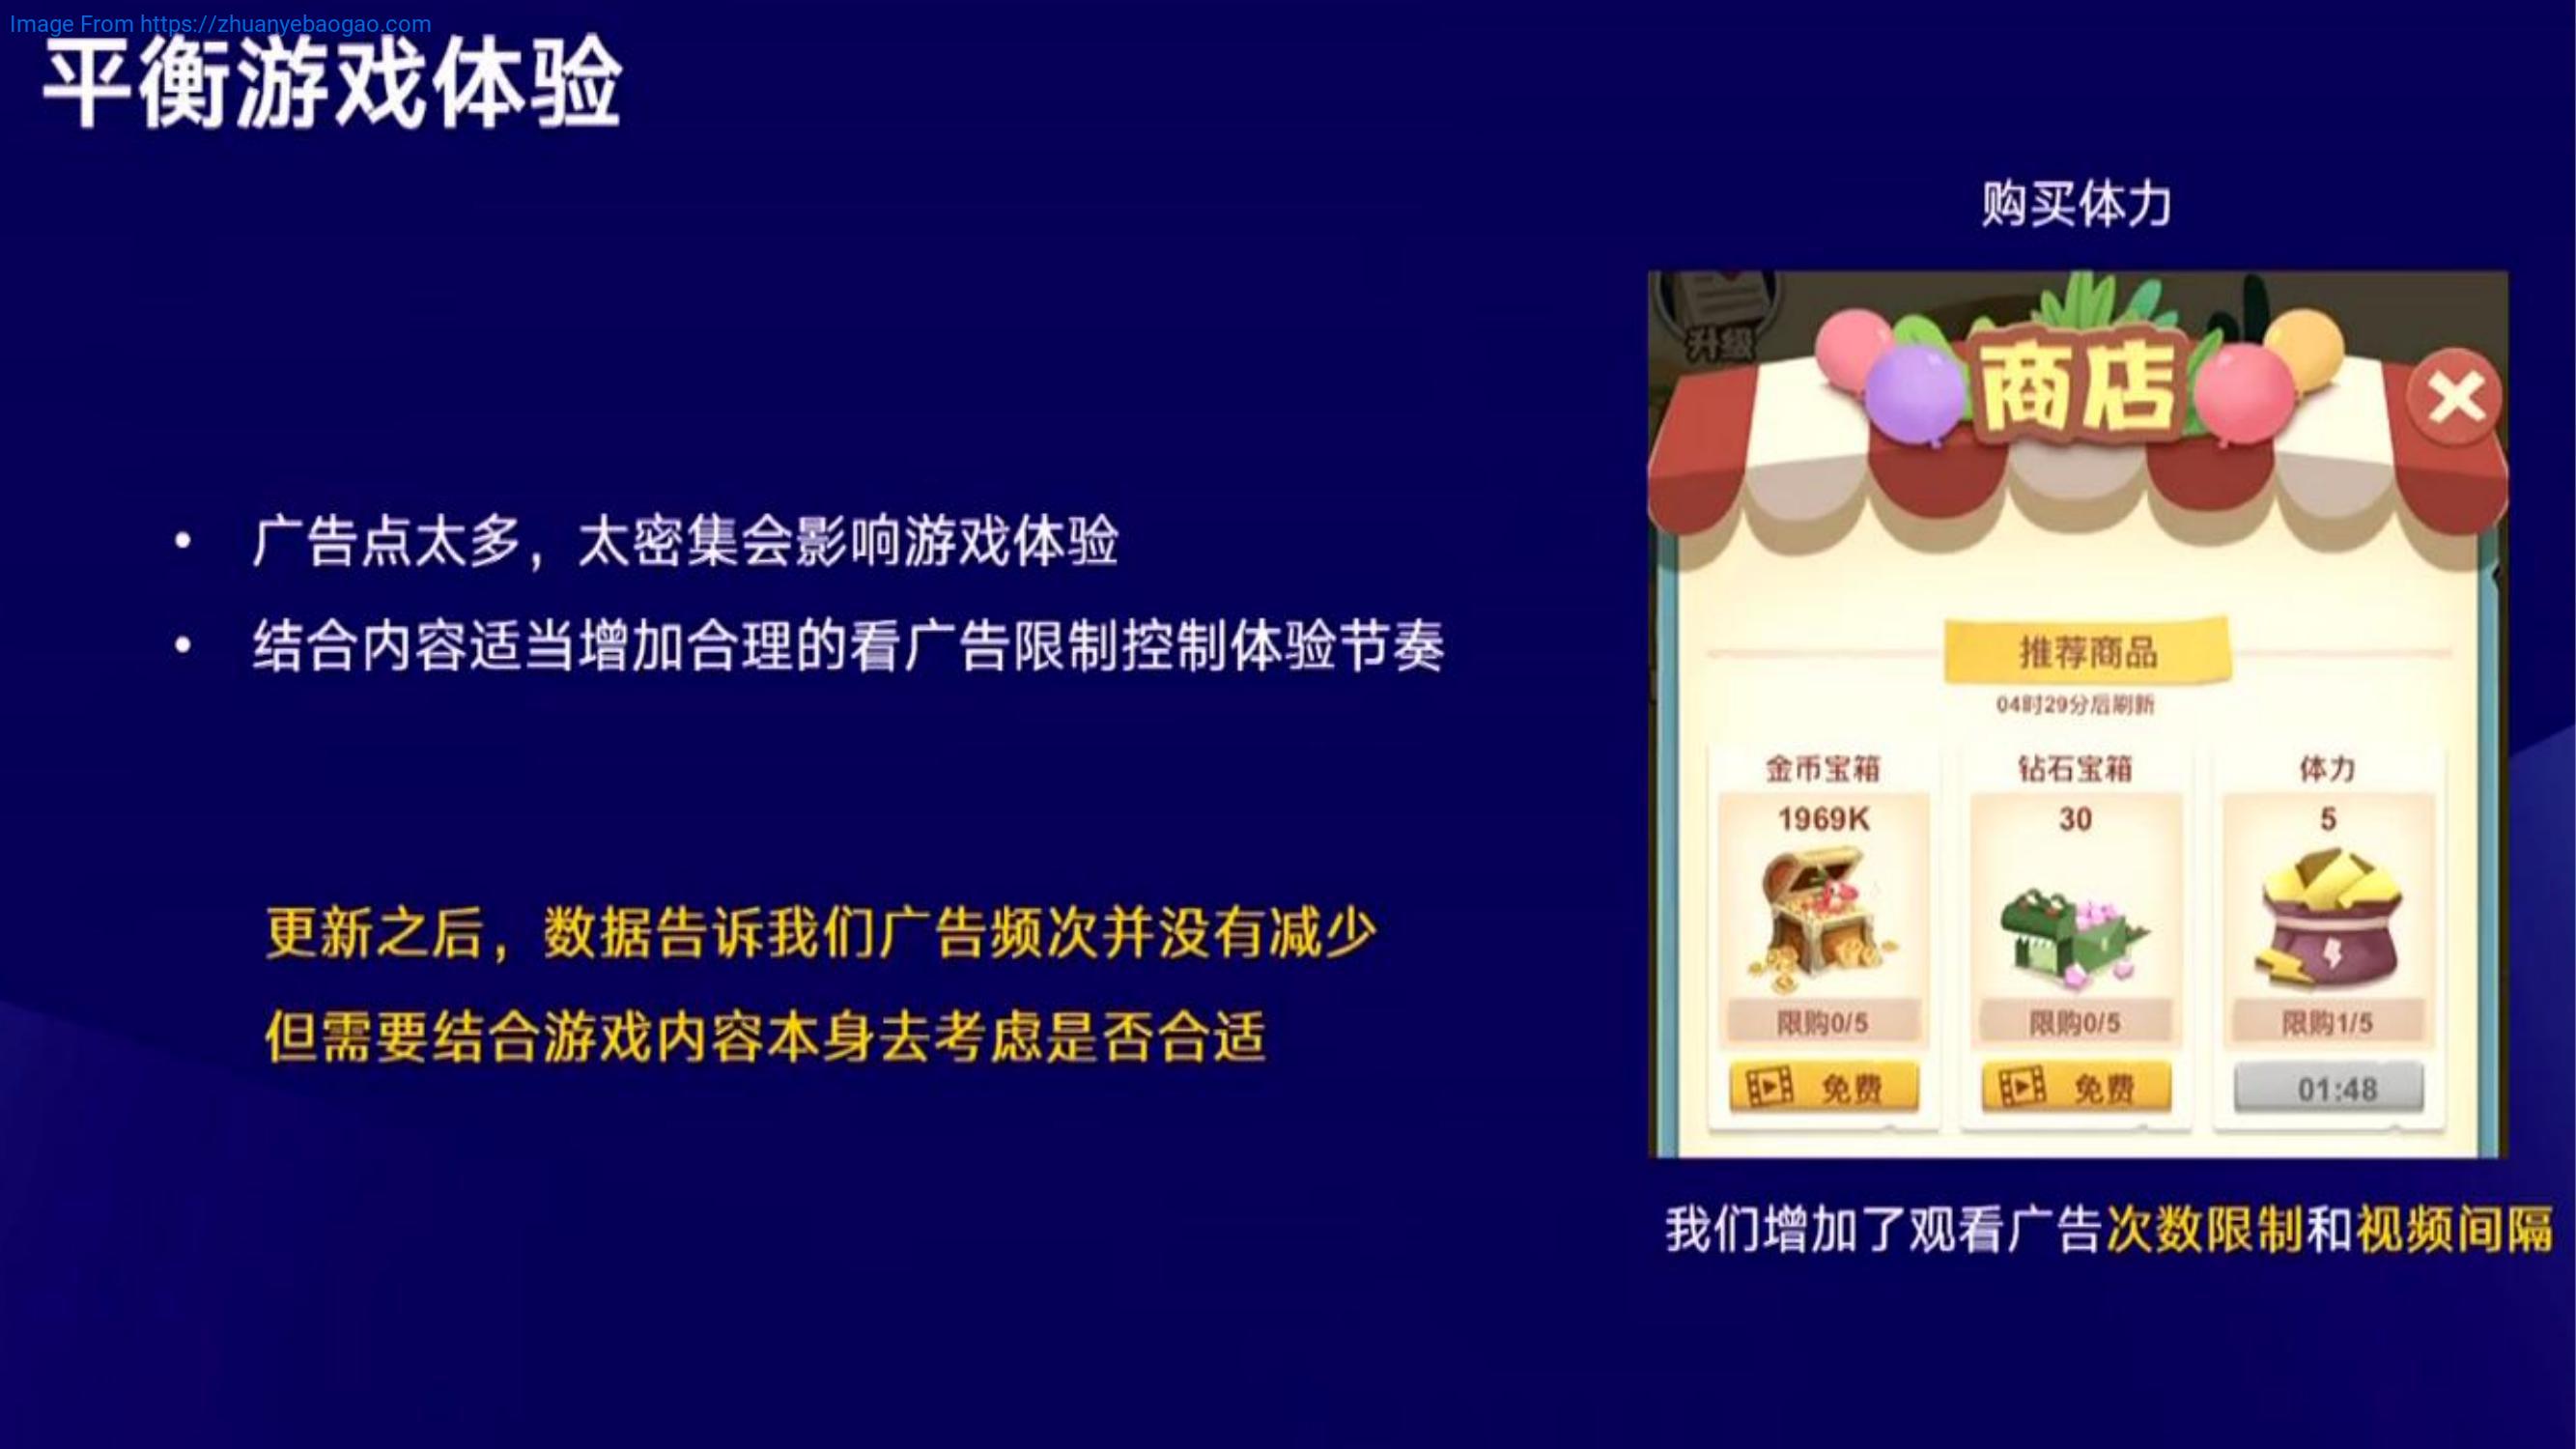 Image From https://zhuanyebaogao.com
平衡游戏体验
广告点太多，太密集会影响游戏体验
结合内容适当增加合理的看广告限制控制体验节奏
更新之后，数据告诉我们广告频次并没有减少
但需要结合游戏内容本身去考虑是否合适
购买体力
升级
商店
推荐商品
04时29分后刷新
金币宝箱 钻石宝箱 体力
1969K 30 5
限购0/5 限购0/5 限购1/5
免费 免费 01:48
我们增加了观看广告次数限制和视频间隔